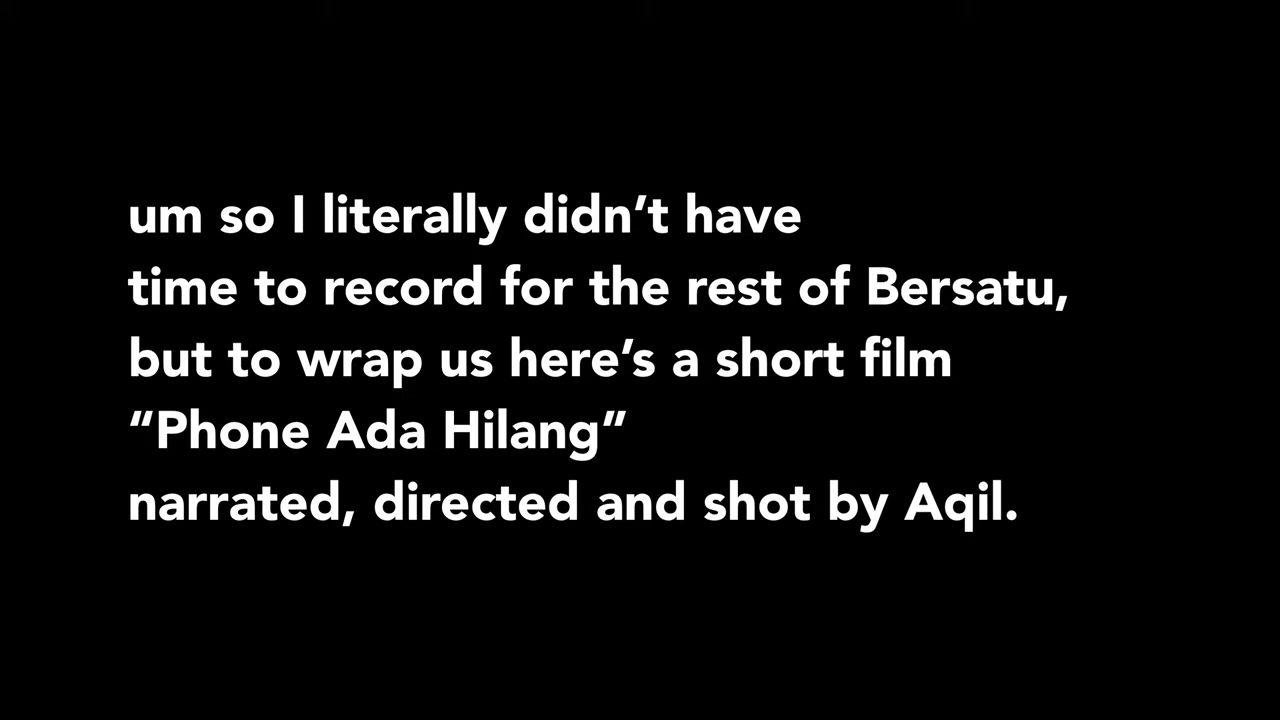 um so I literally didn’t have
time to record for the rest of Bersatu,
but to wrap us here’s a short film
“Phone Ada Hilang”
narrated, directed and shot by Aqil.